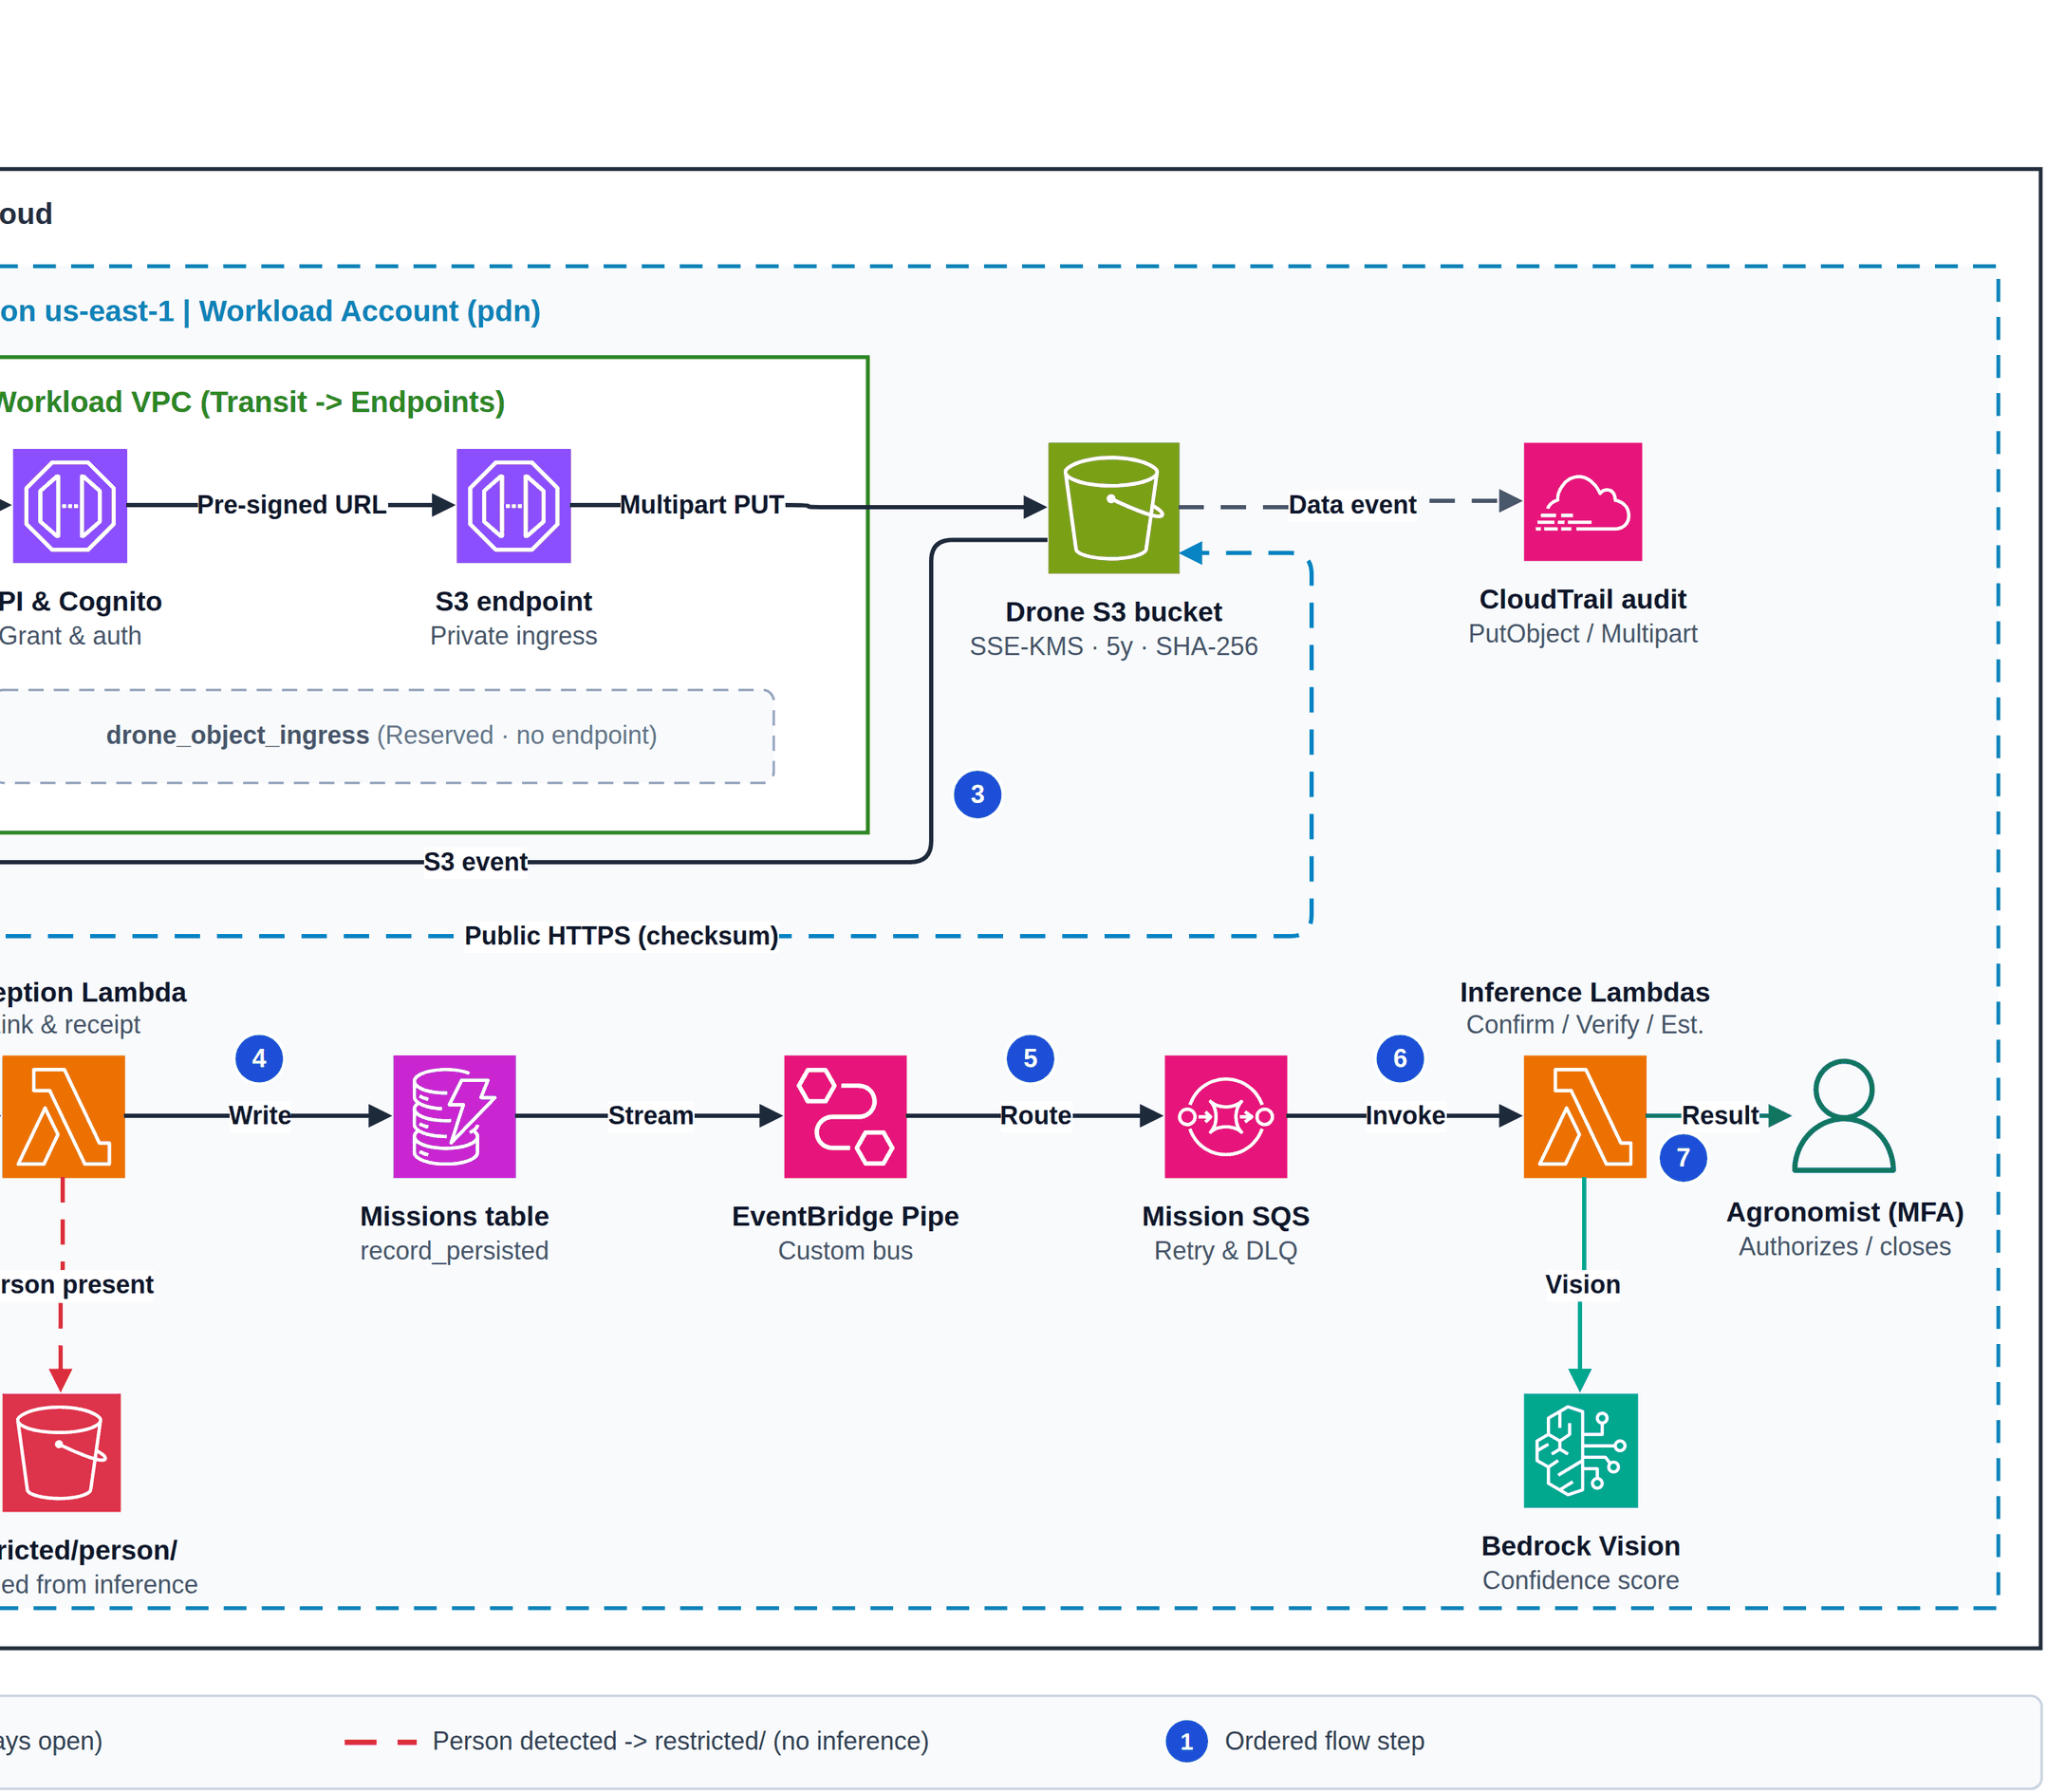 oud
on us-east-1 | Workload Account (pdn)
Workload VPC (Transit -> Endpoints)
Pre-signed URL
Multipart PUT
Data event
PI & Cognito
Grant & auth
S3 endpoint
Private ingress
Drone S3 bucket
SSE-KMS · 5y · SHA-256
CloudTrail audit
PutObject / Multipart
drone_object_ingress (Reserved · no endpoint)
3
S3 event
Public HTTPS (checksum)
eption Lambda
ink & receipt
Inference Lambdas
Confirm / Verify / Est.
4
5
6
Write
Stream
Route
Invoke
Result
7
Missions table
record_persisted
EventBridge Pipe
Custom bus
Mission SQS
Retry & DLQ
Agronomist (MFA)
Authorizes / closes
rson present
Vision
ricted/person/
ed from inference
Bedrock Vision
Confidence score
ays open)
Person detected -> restricted/ (no inference)
1
Ordered flow step